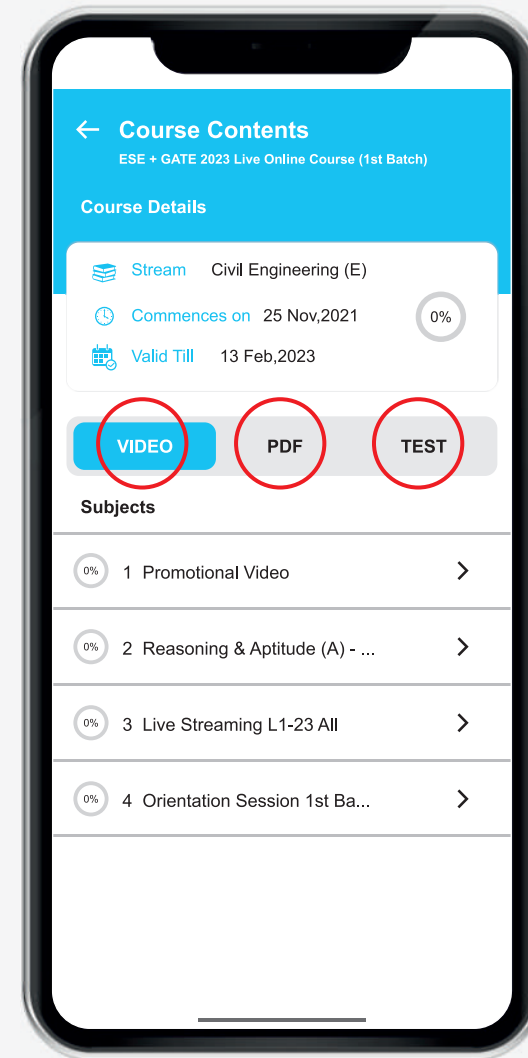 Course Contents
ESE + GATE 2023 Live Online Course (1st Batch)
Course Details
Stream Civil Engineering (E)
Commences on 25 Nov,2021
0%
Valid Till 13 Feb,2023
VIDEO PDF TEST
Subjects
0% 1 Promotional Video
0% 2 Reasoning & Aptitude (A) - ...
0% 3 Live Streaming L1-23 All
0% 4 Orientation Session 1st Ba...